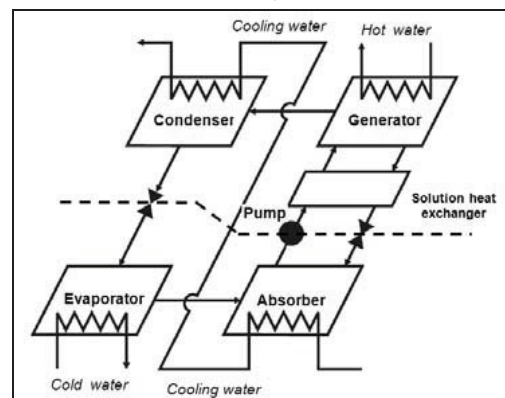 Cooling water
Hot water
Condenser
Generator
Pump
Solution heat
exchanger
Evaporator
Absorber
Cold water
Cooling water